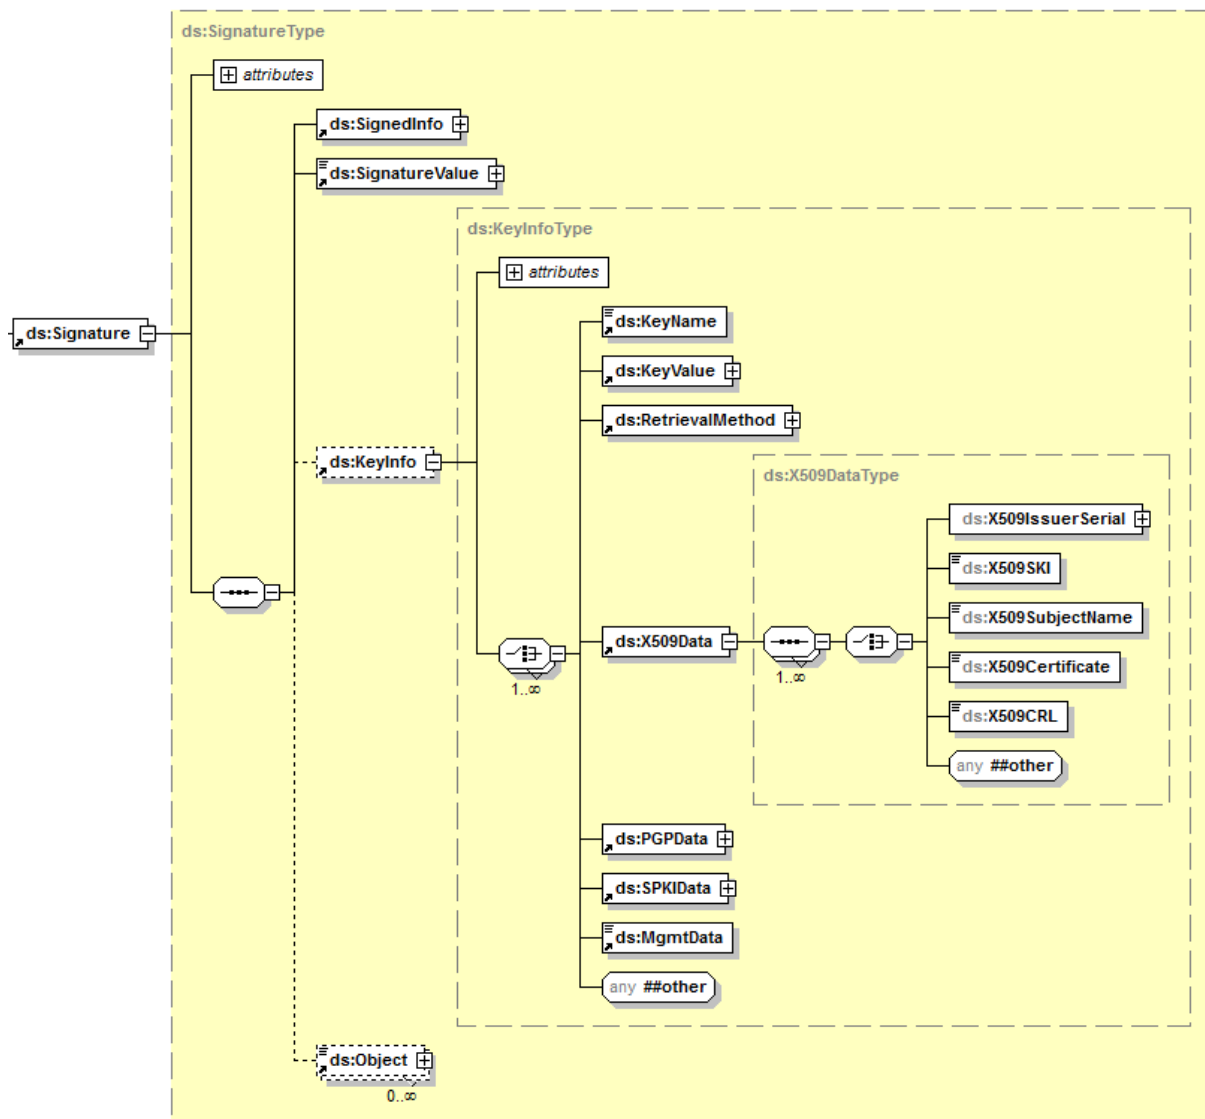 ds:SignatureType
attributes
ds:SignedInfo
ds:SignatureValue
ds:KeyInfoType
attributes
ds:Signature
ds:KeyName
ds:KeyValue
ds:RetrievalMethod
ds:KeyInfo
ds:X509DataType
ds:X509IssuerSerial
ds:X509SKI
ds:X509SubjectName
ds:X509Data
ds:X509Certificate
1..∞
1..∞
ds:X509CRL
any ##other
ds:PGPData
ds:SPKIData
ds:MgmtData
any ##other
ds:Object
0..∞